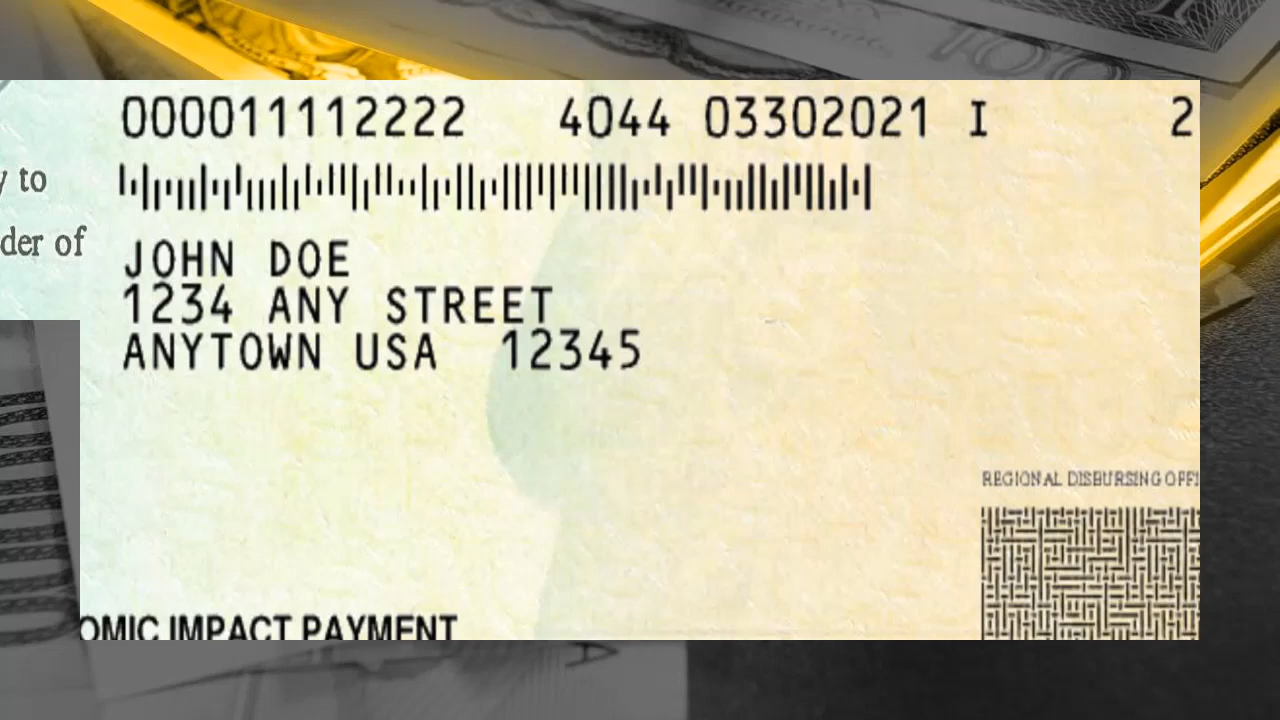 000011112222 4044 03302021 I 2
y to
der of
JOHN DOE
1234 ANY STREET
ANYTOWN USA 12345
REGIONAL DISBURSING OFFI
OMIC IMPACT PAYMENT